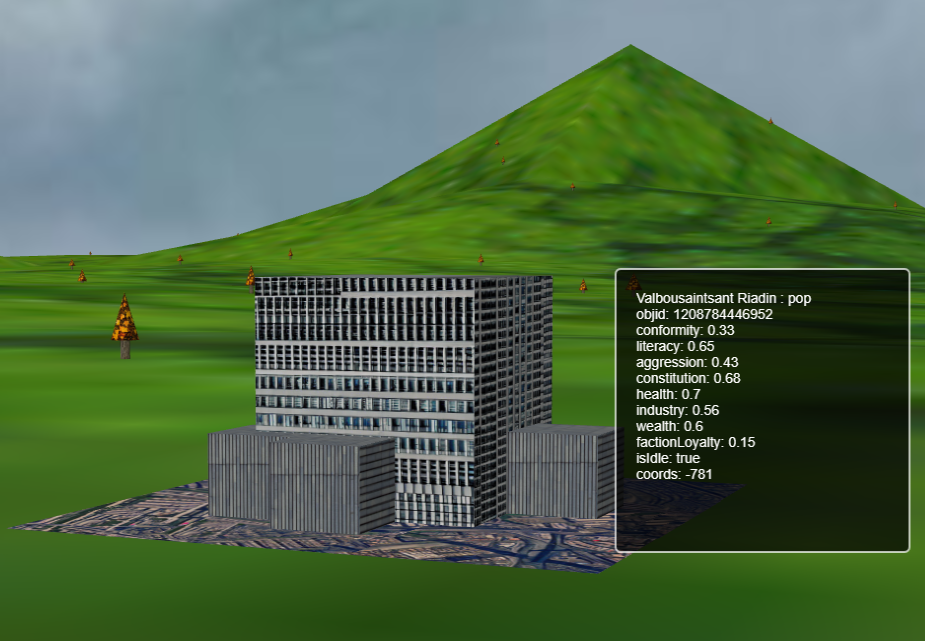 Valbousaintsant Riadin : pop
objid: 1208784446952
conformity: 0.33
literacy: 0.65
aggression: 0.43
constitution: 0.68
health: 0.7
industry: 0.56
wealth: 0.6
factionLoyalty: 0.15
isIdle: true
coords: -781